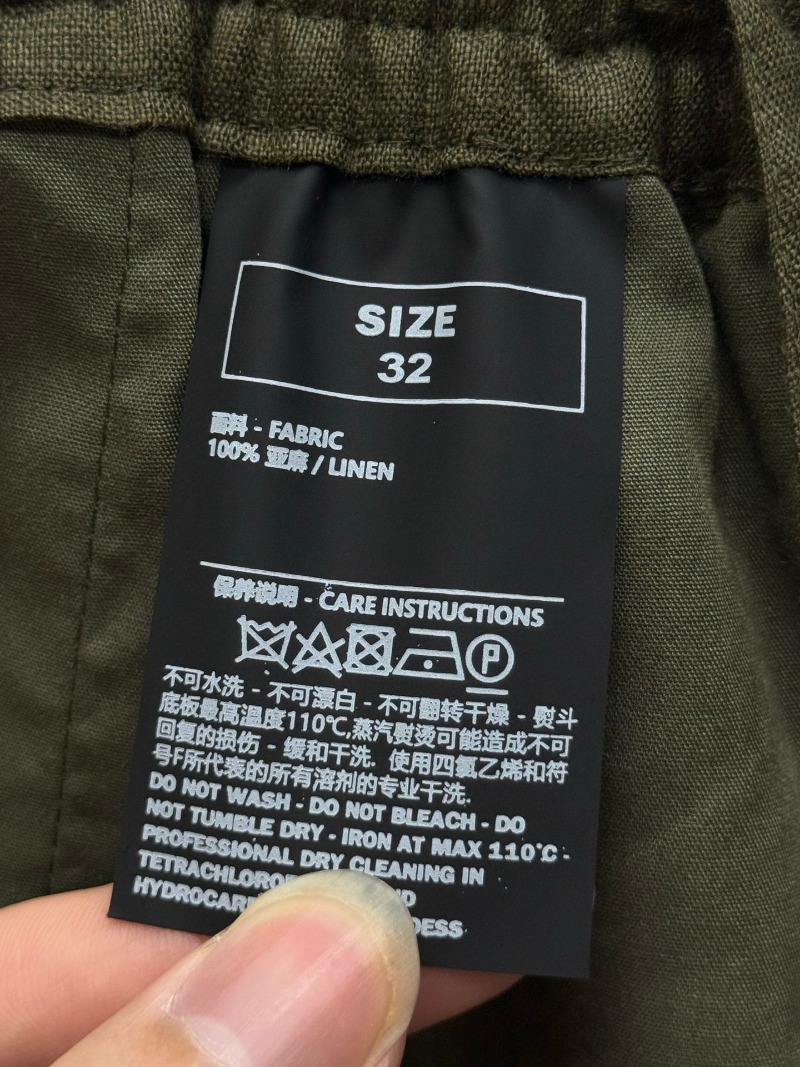 SIZE
32
面料 - FABRIC
100% 亚麻 / LINEN
保养说明 - CARE INSTRUCTIONS
P
不可水洗 - 不可漂白 - 不可翻转干燥 - 熨斗
底板最高温度110℃,蒸汽熨烫可能造成不可
回复的损伤 - 缓和干洗. 使用四氯乙烯和符
号F所代表的所有溶剂的专业干洗.
DO NOT WASH - DO NOT BLEACH - DO
NOT TUMBLE DRY - IRON AT MAX 110℃ -
PROFESSIONAL DRY CLEANING IN